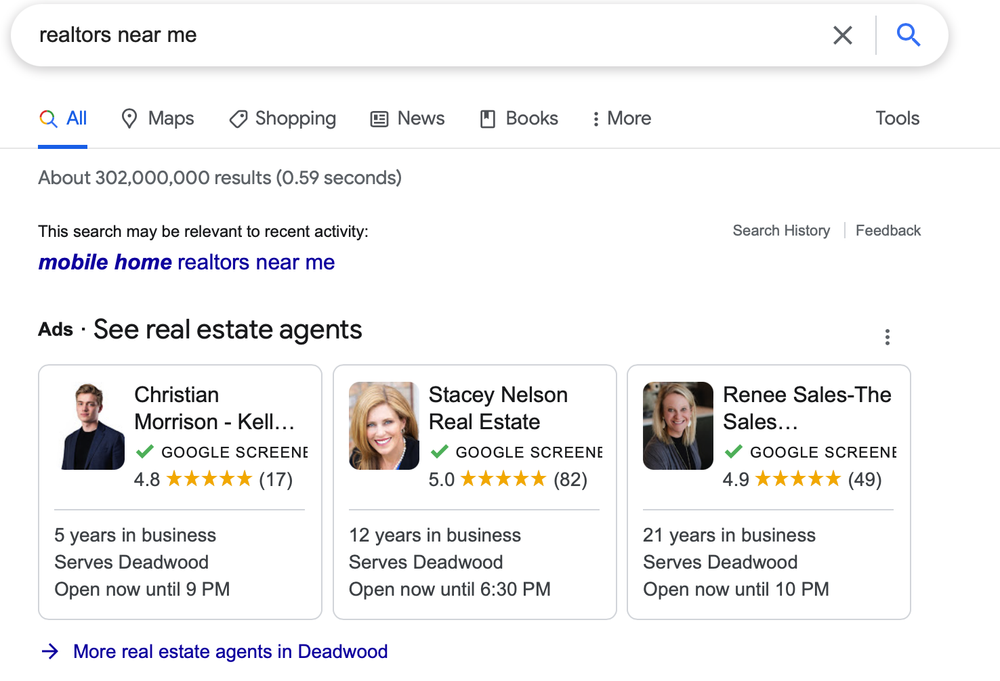 realtors near me
All Maps Shopping News Books More Tools
About 302,000,000 results (0.59 seconds)
This search may be relevant to recent activity:
Search History Feedback
mobile home realtors near me
Ads · See real estate agents
Christian
Morrison - Kell...
GOOGLE SCREENE
4.8 (17)
5 years in business
Serves Deadwood
Open now until 9 PM
Stacey Nelson
Real Estate
GOOGLE SCREENE
5.0 (82)
12 years in business
Serves Deadwood
Open now until 6:30 PM
Renee Sales-The
Sales...
GOOGLE SCREENE
4.9 (49)
21 years in business
Serves Deadwood
Open now until 10 PM
More real estate agents in Deadwood